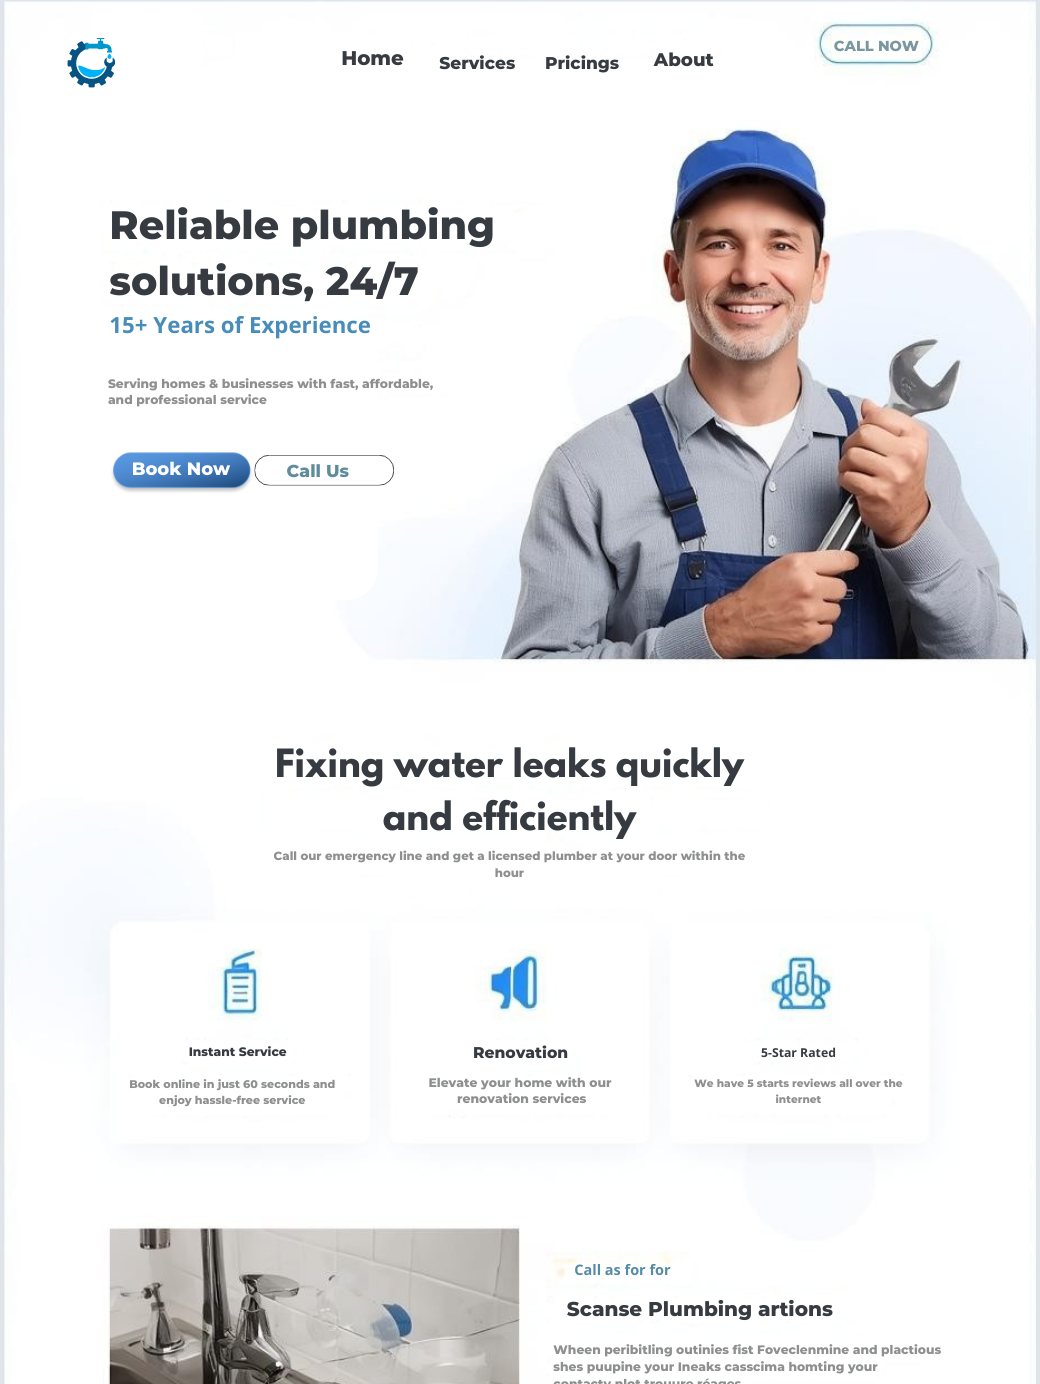 Home Services Pricings About CALL NOW
Reliable plumbing
solutions, 24/7
15+ Years of Experience
Serving homes & businesses with fast, affordable,
and professional service
Book Now Call Us
Fixing water leaks quickly
and efficiently
Call our emergency line and get a licensed plumber at your door within the
hour
Instant Service
Book online in just 60 seconds and
enjoy hassle-free service
Renovation
Elevate your home with our
renovation services
5-Star Rated
We have 5 starts reviews all over the
internet
Call as for for
Scanse Plumbing artions
Wheen peribitling outinies fist Foveclenmine and plactious
shes puupine your Ineaks casscima homting your